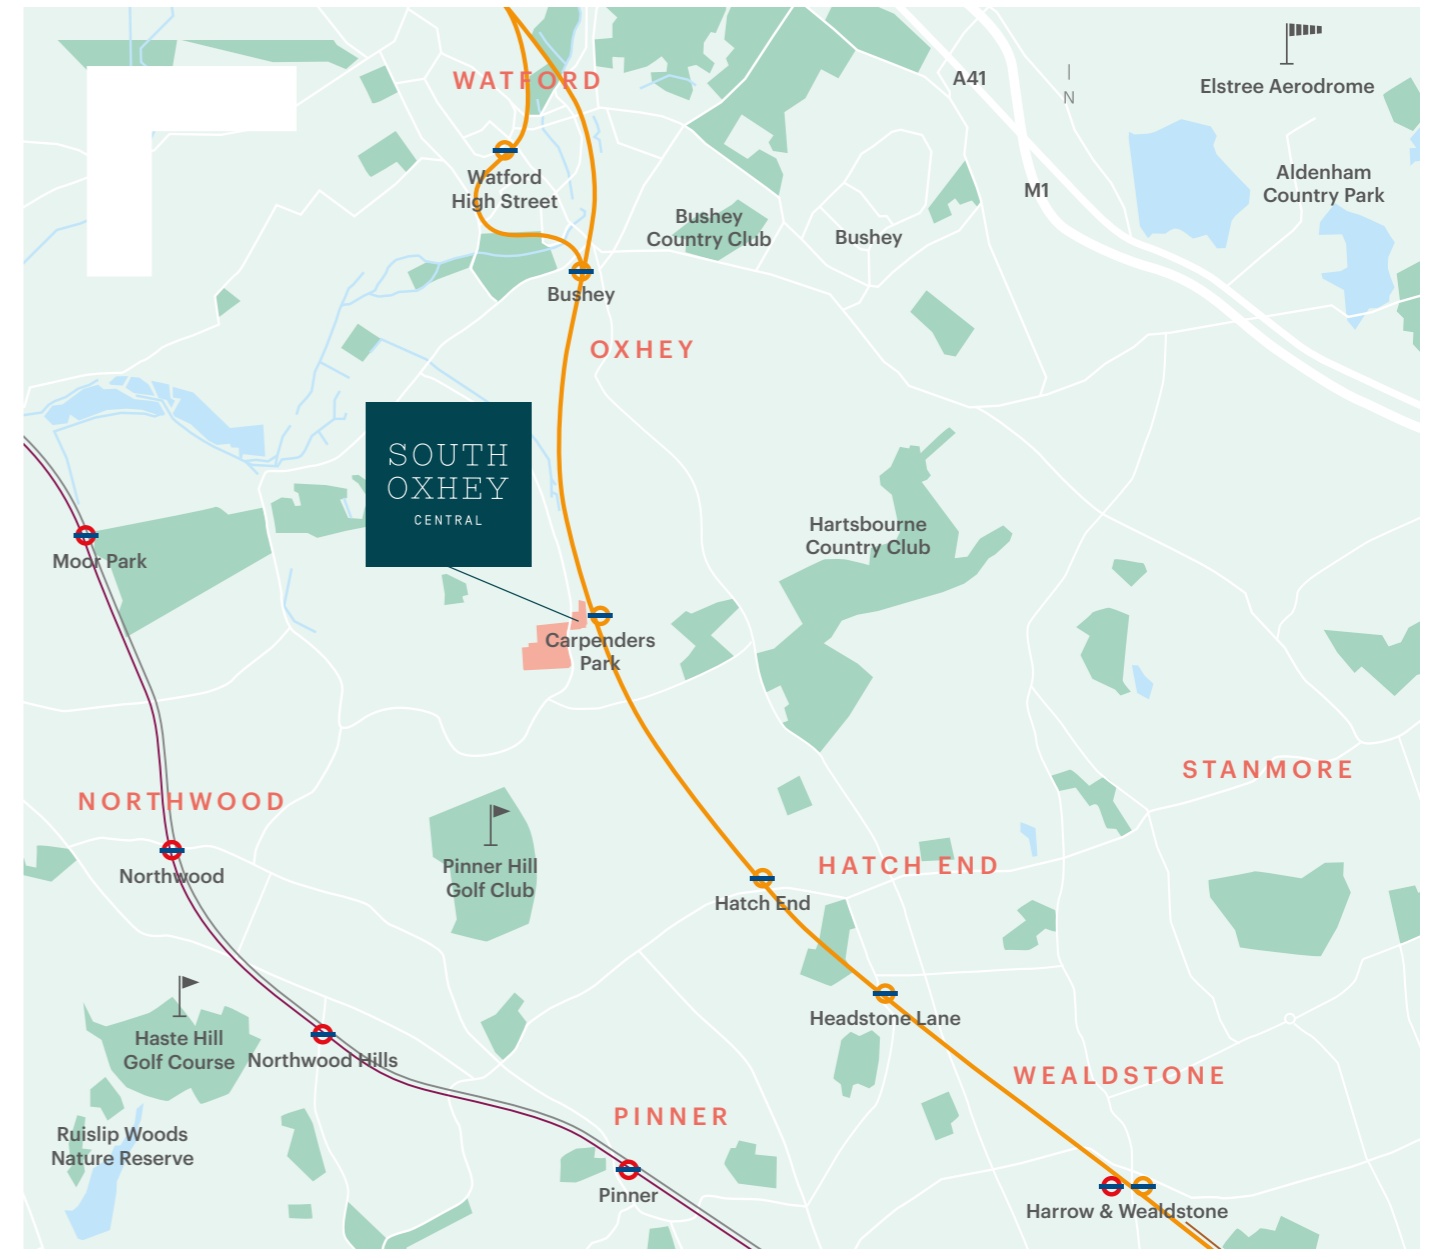 WATFORD
A41
N
Elstree Aerodrome
Watford
High Street
M1
Aldenham
Country Park
Bushey
Country Club
Bushey
Bushey
OXHEY
SOUTH
OXHEY
CENTRAL
Hartsbourne
Country Club
Moor Park
Carpenders
Park
STANMORE
NORTHWOOD
Pinner Hill
Golf Club
HATCH END
Northwood
Hatch End
Headstone Lane
Haste Hill
Golf Course
Northwood Hills
WEALDSTONE
PINNER
Ruislip Woods
Nature Reserve
Pinner
Harrow & Wealdstone